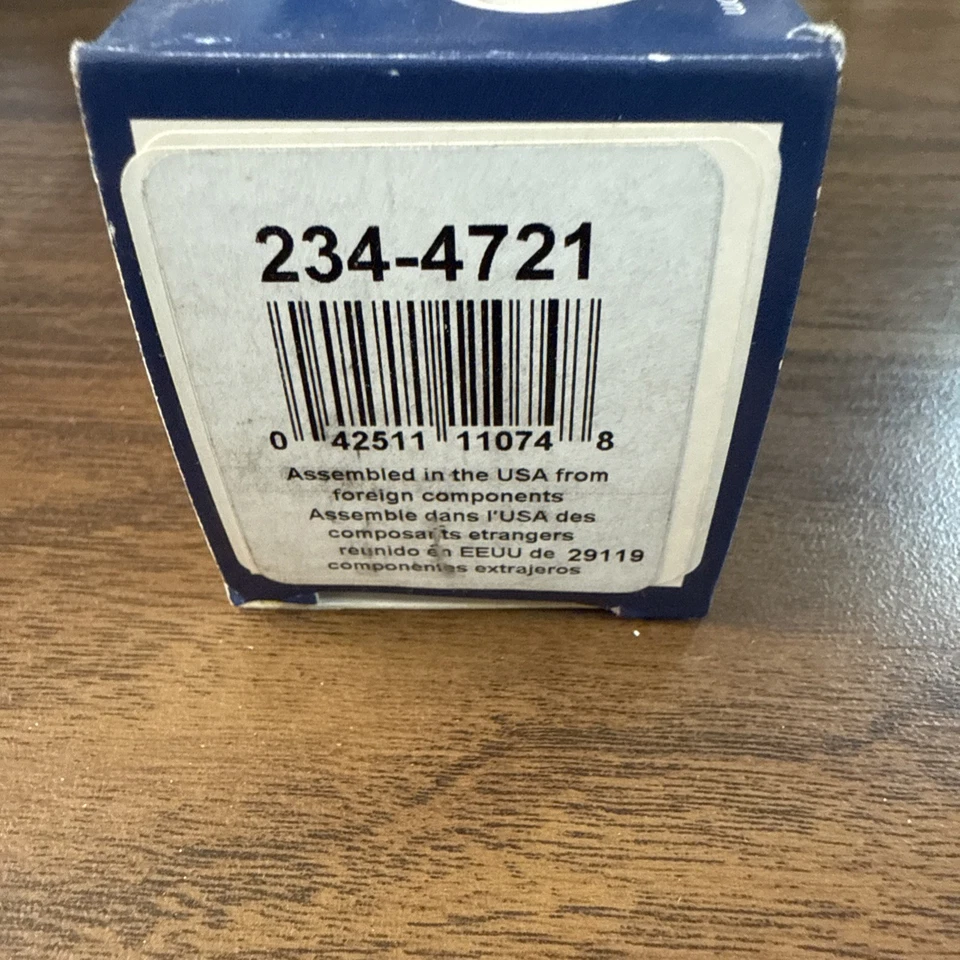 234-4721
0 42511 11074 8
Assembled in the USA from
foreign components
Assemble dans l'USA des
composants etrangers
reunido en EEUU de 29119
componentes extrajeros